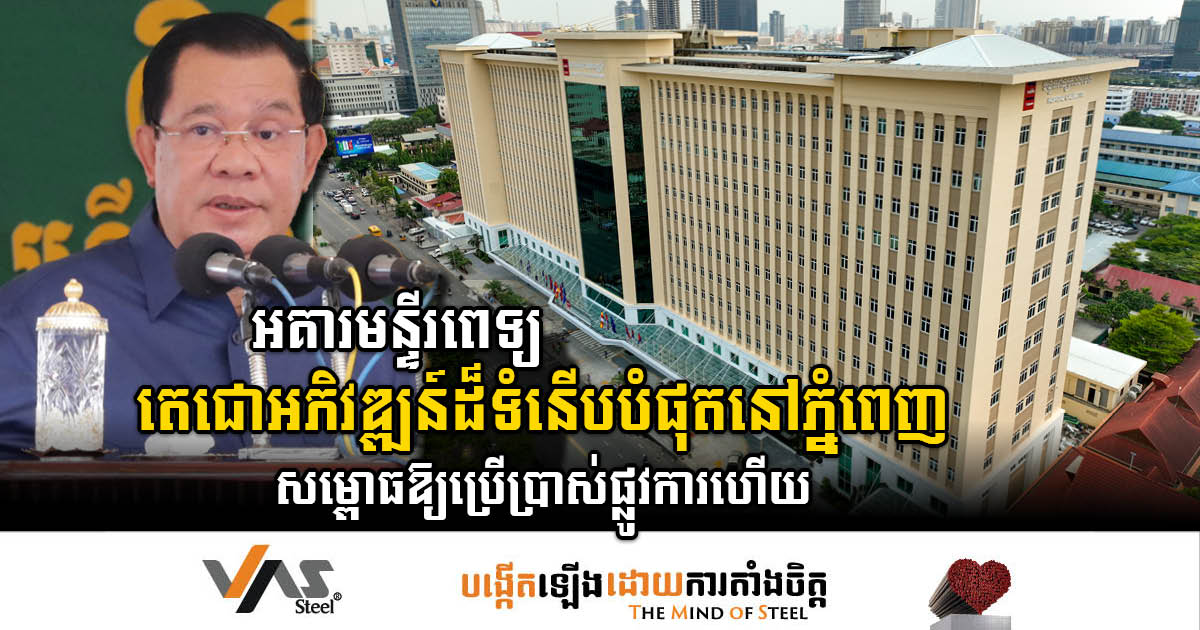 អគារមន្ទីរពេទ្យ
តេជោអភិវឌ្ឍន៍ដ៏ទំនើបបំផុតនៅភ្នំពេញ
សម្ពោធឱ្យប្រើប្រាស់ផ្លូវការហើយ
VAS
Steel®
បង្កើតឡើងដោយការតាំងចិត្ត
THE MIND OF STEEL